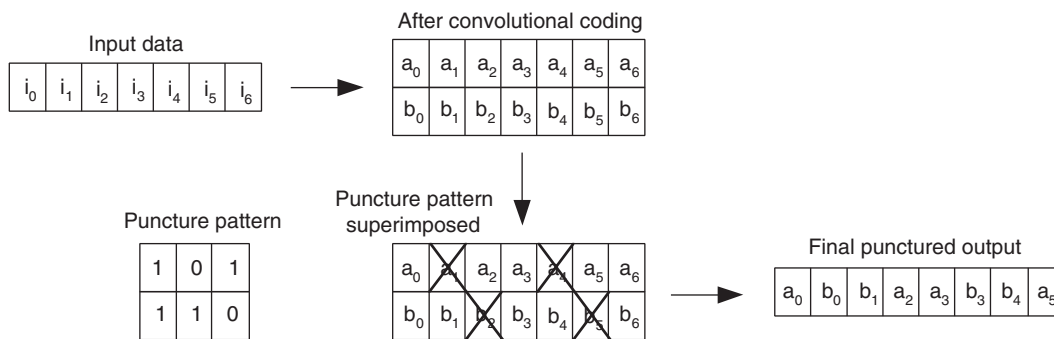 After convolutional coding
Input data
i₀ i₁ i₂ i₃ i₄ i₅ i₆
a₀ a₁ a₂ a₃ a₄ a₅ a₆
b₀ b₁ b₂ b₃ b₄ b₅ b₆
Puncture pattern
superimposed
Puncture pattern
1 0 1
1 1 0
a₀ a₁ a₂ a₃ a₄ a₅ a₆
b₀ b₁ b₂ b₃ b₄ b₅ b₆
Final punctured output
a₀ b₀ b₁ a₂ a₃ b₃ b₄ a₅